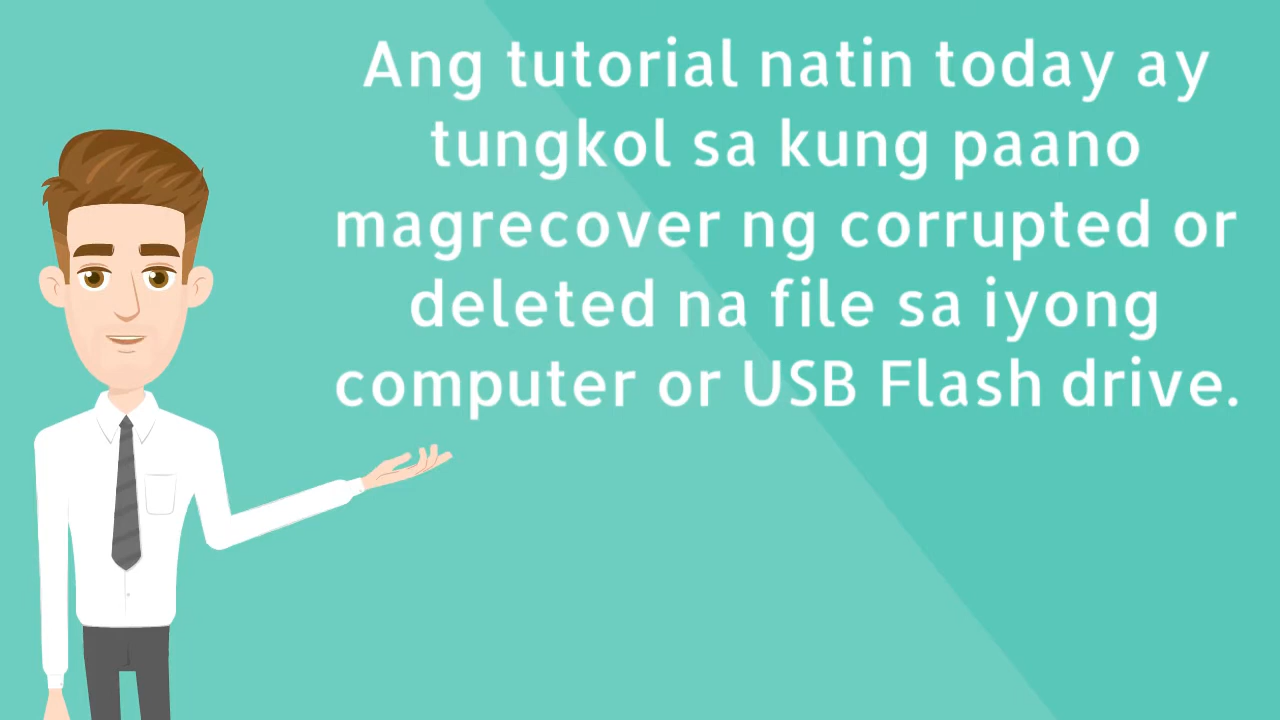 Ang tutorial natin today ay
tungkol sa kung paano
magrecover ng corrupted or
deleted na file sa iyong
computer or USB Flash drive.